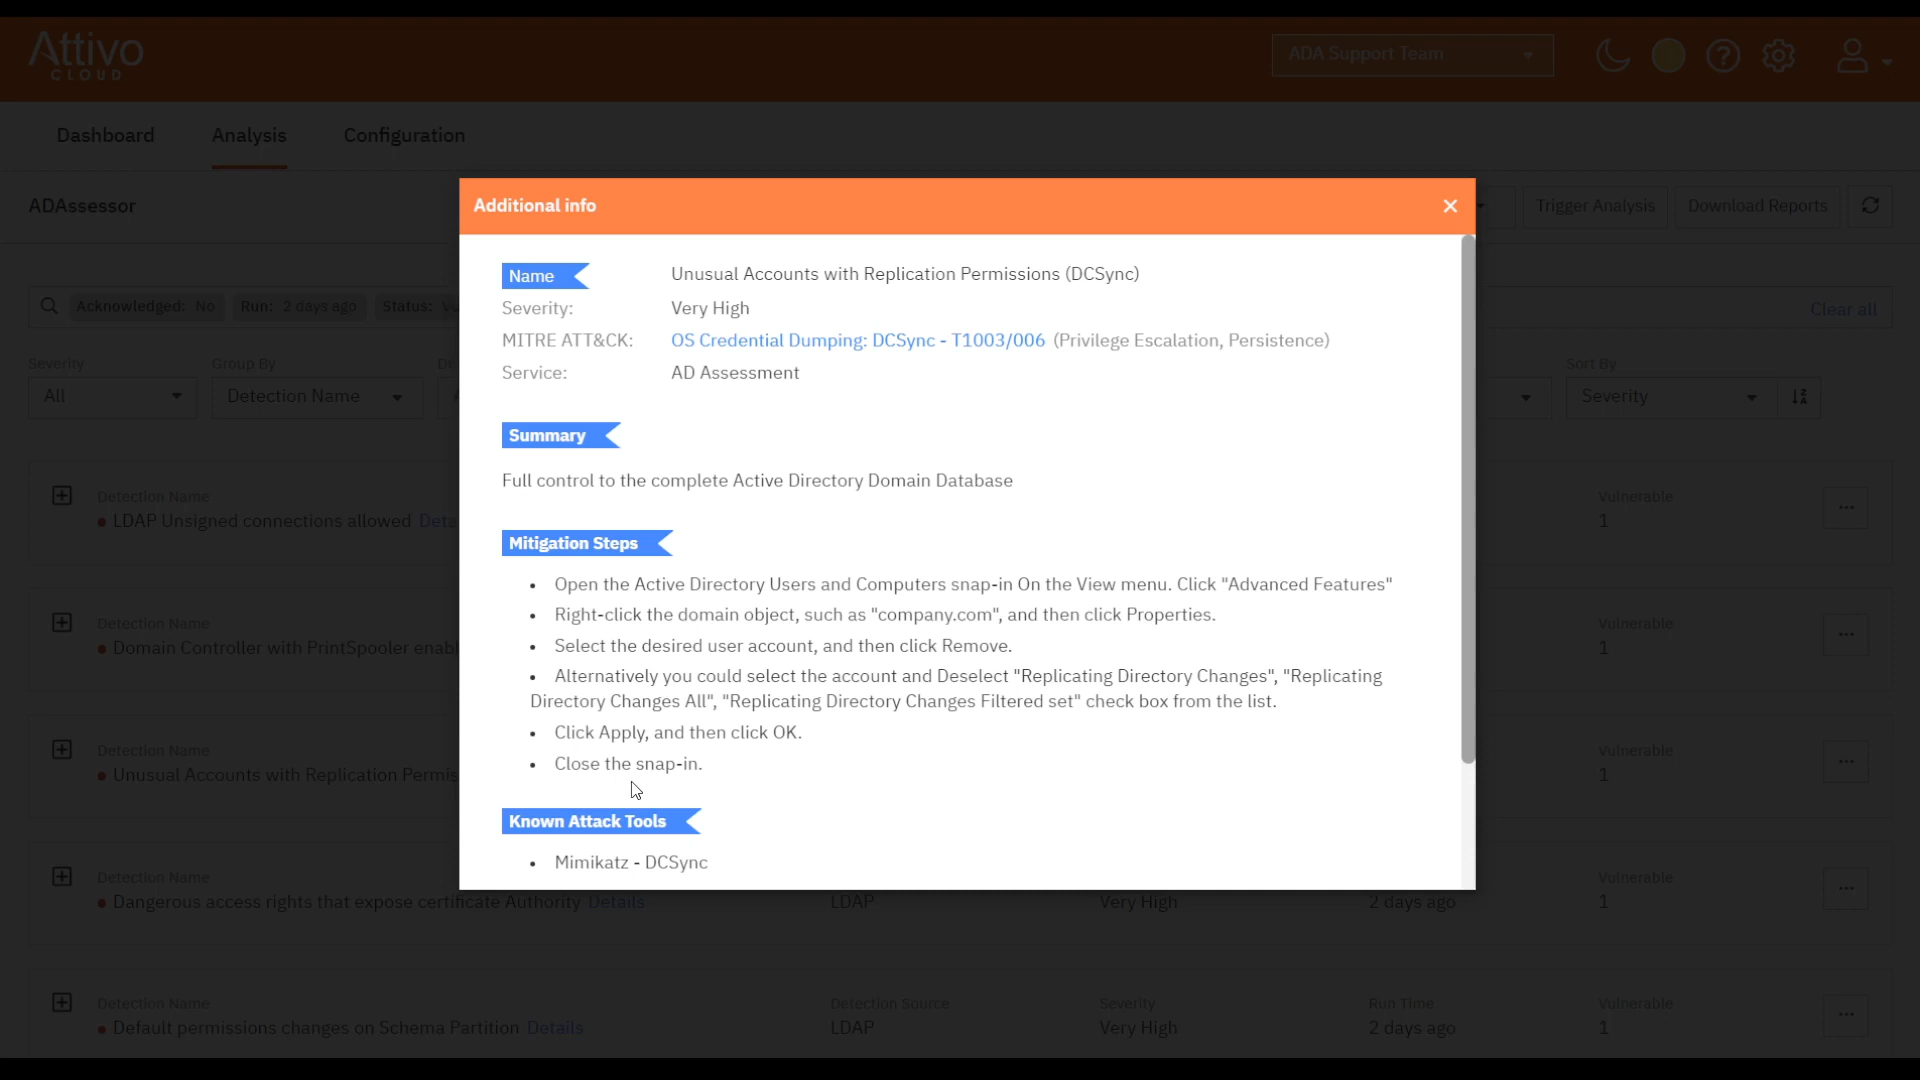 Attivo
CLOUD
ADA Support Team
Dashboard Analysis Configuration
ADAssessor
Trigger Analysis Download Reports
Additional info
Acknowledged: No Run: 2 days ago Status:
Clear all
Severity Group By Sort By
All Detection Name Severity
Name Unusual Accounts with Replication Permissions (DCSync)
Severity: Very High
MITRE ATT&CK: OS Credential Dumping: DCSync - T1003/006 (Privilege Escalation, Persistence)
Service: AD Assessment
Summary
Full control to the complete Active Directory Domain Database
Mitigation Steps
• Open the Active Directory Users and Computers snap-in On the View menu. Click "Advanced Features"
• Right-click the domain object, such as "company.com", and then click Properties.
• Select the desired user account, and then click Remove.
• Alternatively you could select the account and Deselect "Replicating Directory Changes", "Replicating
Directory Changes All", "Replicating Directory Changes Filtered set" check box from the list.
• Click Apply, and then click OK.
• Close the snap-in.
Known Attack Tools
• Mimikatz - DCSync
Detection Name Vulnerable
LDAP Unsigned connections allowed 1
Detection Name Vulnerable
Domain Controller with PrintSpooler 1
Detection Name Vulnerable
Unusual Accounts with Replication 1
Detection Name Vulnerable
Dangerous access rights that expose certificate Authority Details LDAP Very High 2 days ago 1
Detection Name Detection Source Severity Run Time Vulnerable
Default permissions changes on Schema Partition Details LDAP Very High 2 days ago 1